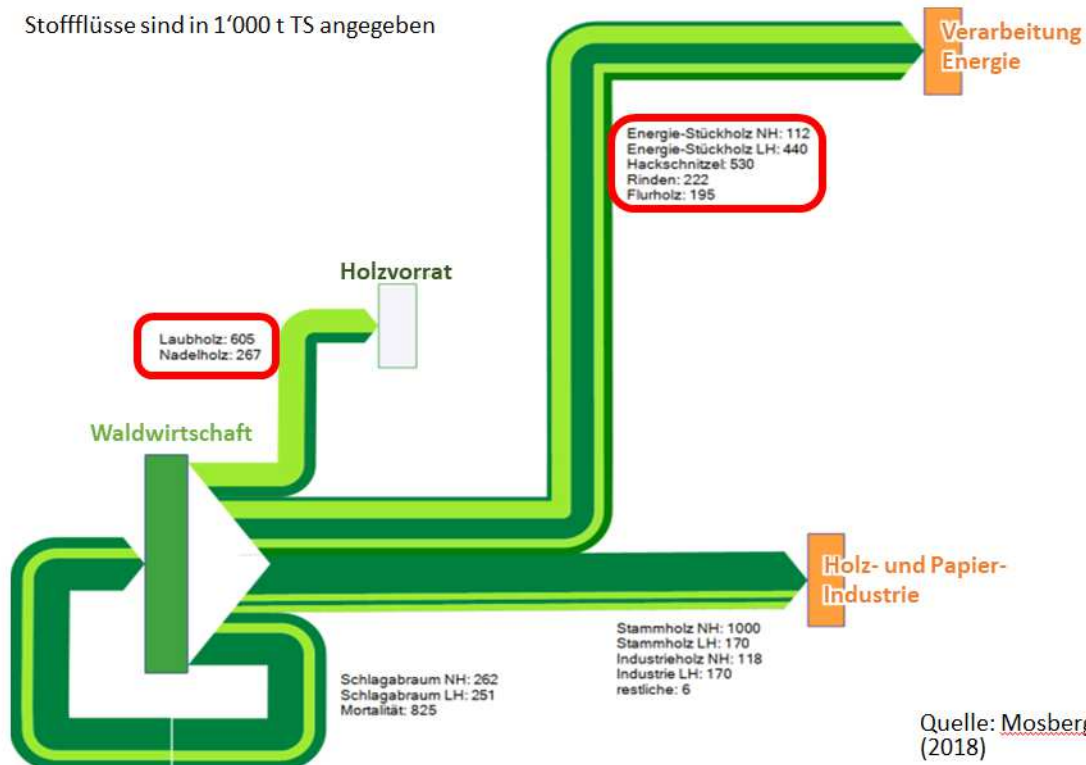 Stoffflüsse sind in 1‘000 t TS angegeben
Verarbeitung
Energie
Energie-Stückholz NH: 112
Energie-Stückholz LH: 440
Hackschnitzel: 530
Rinden: 222
Flurholz: 195
Holzvorrat
Laubholz: 605
Nadelholz: 267
Waldwirtschaft
Holz- und Papier-
Industrie
Stammholz NH: 1000
Stammholz LH: 170
Industrieholz NH: 118
Industrie LH: 170
restliche: 6
Schlagabraum NH: 262
Schlagabraum LH: 251
Mortalität: 825
Quelle: Mosberg
(2018)